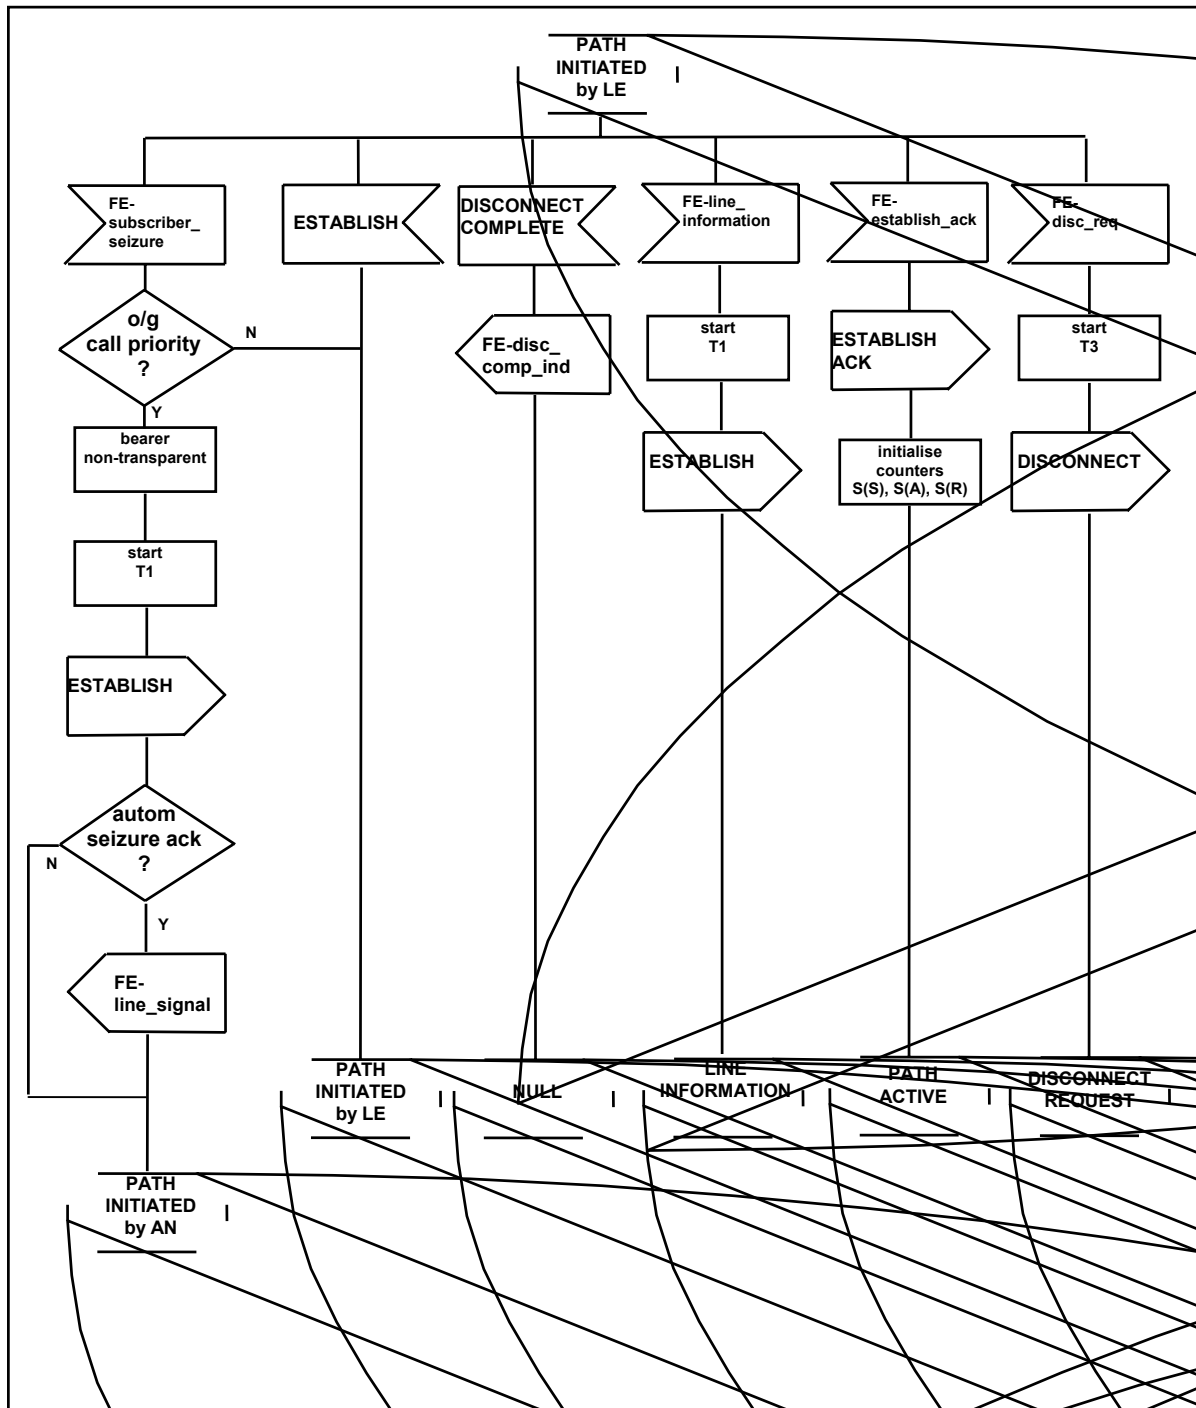 PATH
INITIATED
by LE
FE-
subscriber_
seizure
ESTABLISH
DISCONNECT
COMPLETE
FE-line_
information
FE-
establish_ack
FE-
disc_req
o/g
call priority
?
N
Y
FE-disc_
comp_ind
start
T1
ESTABLISH
ACK
start
T3
bearer
non-transparent
ESTABLISH
initialise
counters
S(S), S(A), S(R)
DISCONNECT
start
T1
ESTABLISH
autom
seizure ack
?
N
Y
FE-
line_signal
PATH
INITIATED
by LE
NULL
LINE
INFORMATION
PATH
ACTIVE
DISCONNECT
REQUEST
PATH
INITIATED
by AN